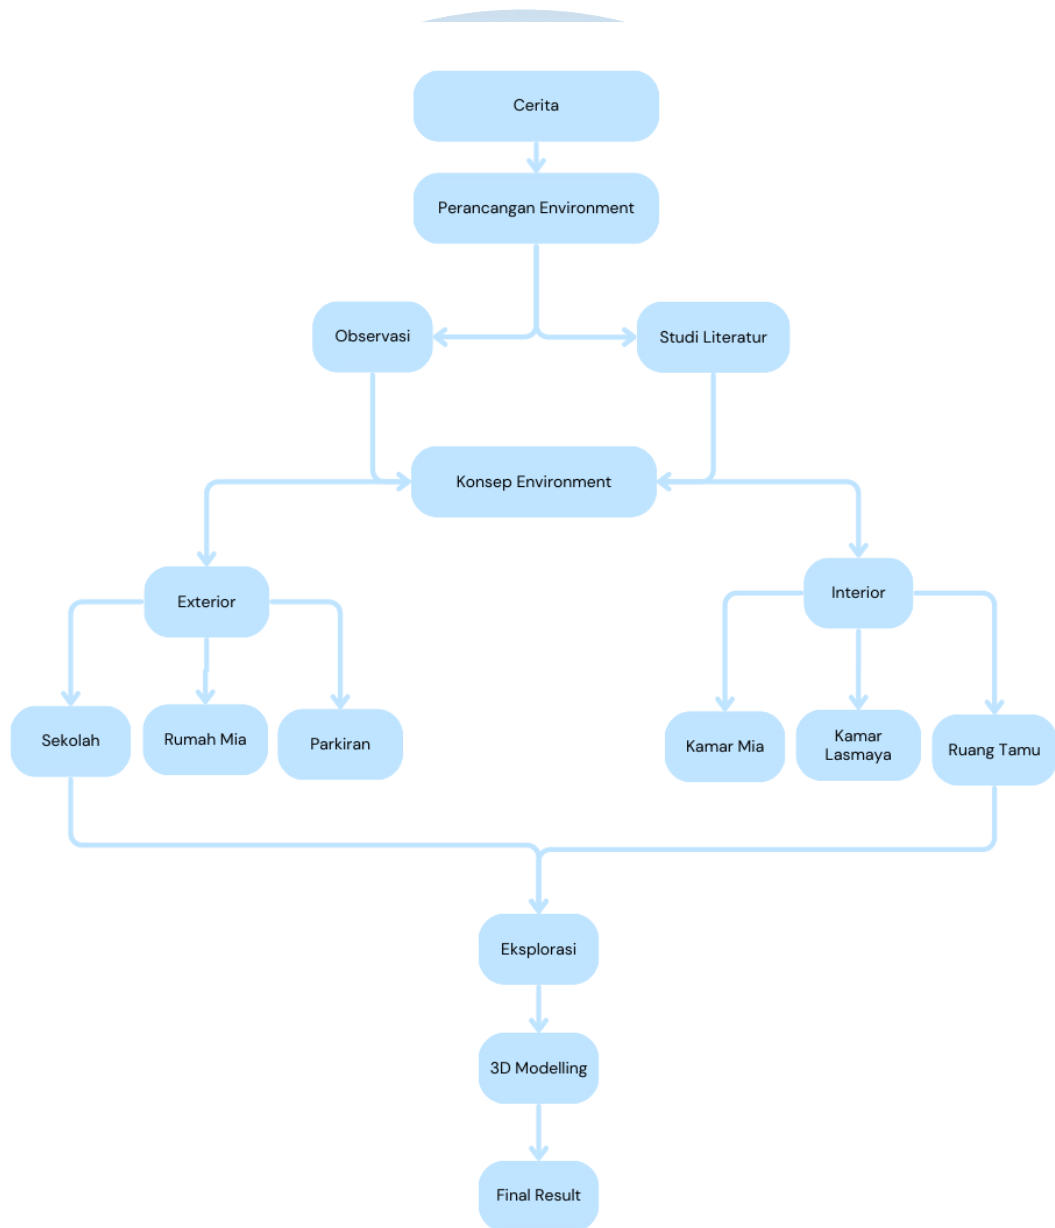 Cerita
Perancangan Environment
Observasi
Studi Literatur
Konsep Environment
Exterior
Interior
Sekolah
Rumah Mia
Parkiran
Kamar Mia
Kamar
Lasmaya
Ruang Tamu
Eksplorasi
3D Modelling
Final Result